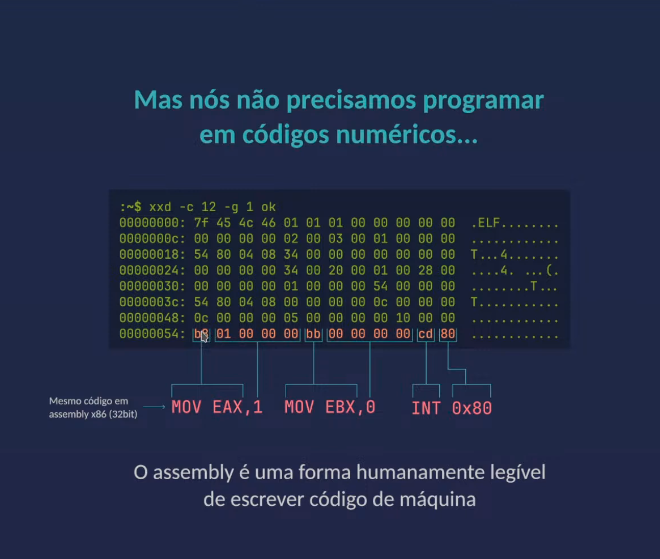 Mas nós não precisamos programar
em códigos numéricos...
:~$ xxd -c 12 -g 1 ok
00000000: 7f 45 4c 46 01 01 01 00 00 00 00 00 .ELF........
0000000c: 00 00 00 00 02 00 03 00 01 00 00 00 ............
00000018: 54 80 04 08 34 00 00 00 00 00 00 00 T...4.......
00000024: 00 00 00 00 34 00 20 00 01 00 28 00 ....4. ...(.
00000030: 00 00 00 00 01 00 00 00 54 00 00 00 ........T...
0000003c: 54 80 04 08 00 00 00 00 0c 00 00 00 T...........
00000048: 0c 00 00 00 05 00 00 00 00 10 00 00 ............
00000054: b8 01 00 00 00 bb 00 00 00 00 cd 80 ............
Mesmo código em
assembly x86 (32bit)
MOV EAX,1 MOV EBX,0 INT 0x80
O assembly é uma forma humanamente legível
de escrever código de máquina